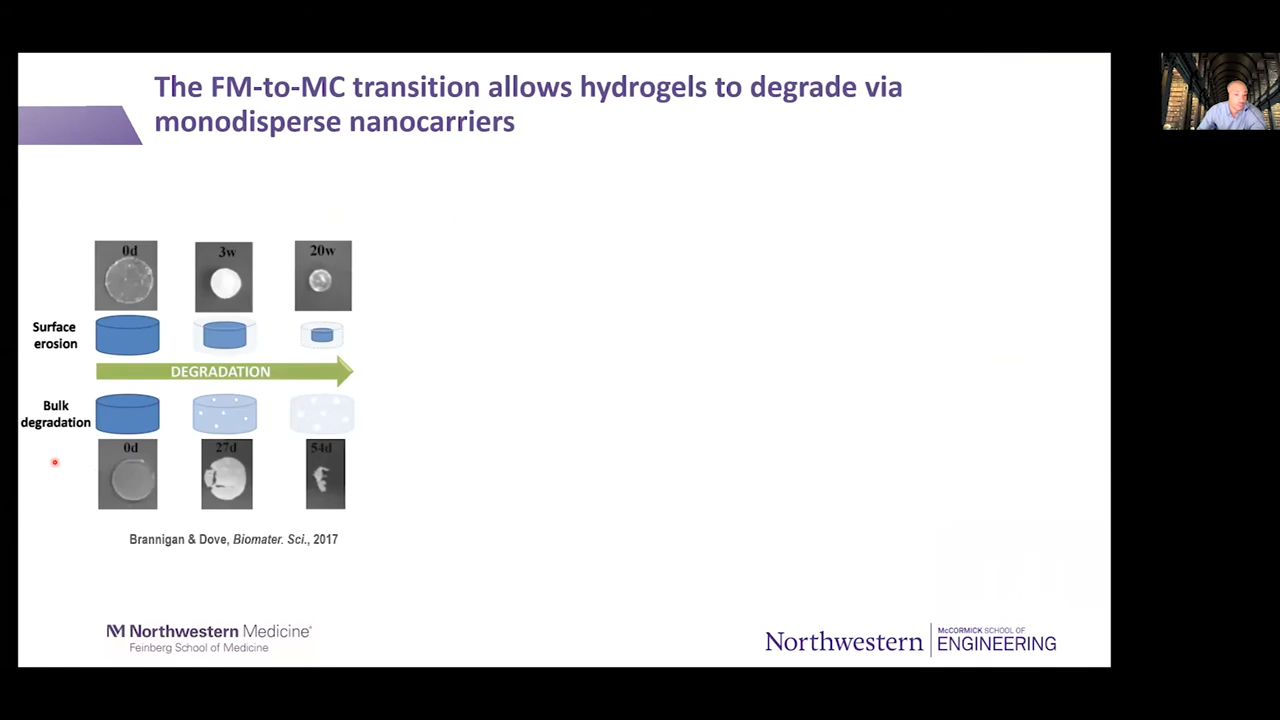 The FM-to-MC transition allows hydrogels to degrade via
monodisperse nanocarriers
0d
3w
20w
Surface
erosion
DEGRADATION
Bulk
degradation
0d
27d
54d
Brannigan & Dove, Biomater. Sci., 2017
NM Northwestern Medicine®
Feinberg School of Medicine
Northwestern
McCORMICK SCHOOL OF
ENGINEERING